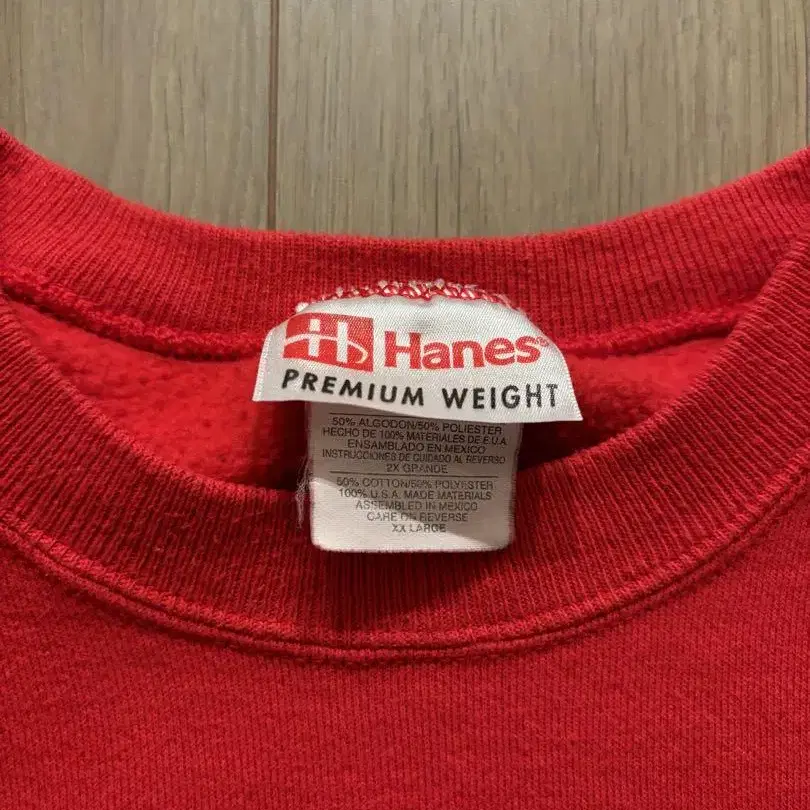 Hanes®
PREMIUM WEIGHT
50% ALGODON/50% POLIESTER
HECHO DE 100% MATERIALES DE E.U.A
ENSAMBLADO EN MEXICO
INSTRUCCIONES DE CUIDADO AL REVERSO
2X GRANDE
50% COTTON/50% POLYESTER
100% U.S.A. MADE MATERIALS
ASSEMBLED IN MEXICO
CARE ON REVERSE
XX LARGE